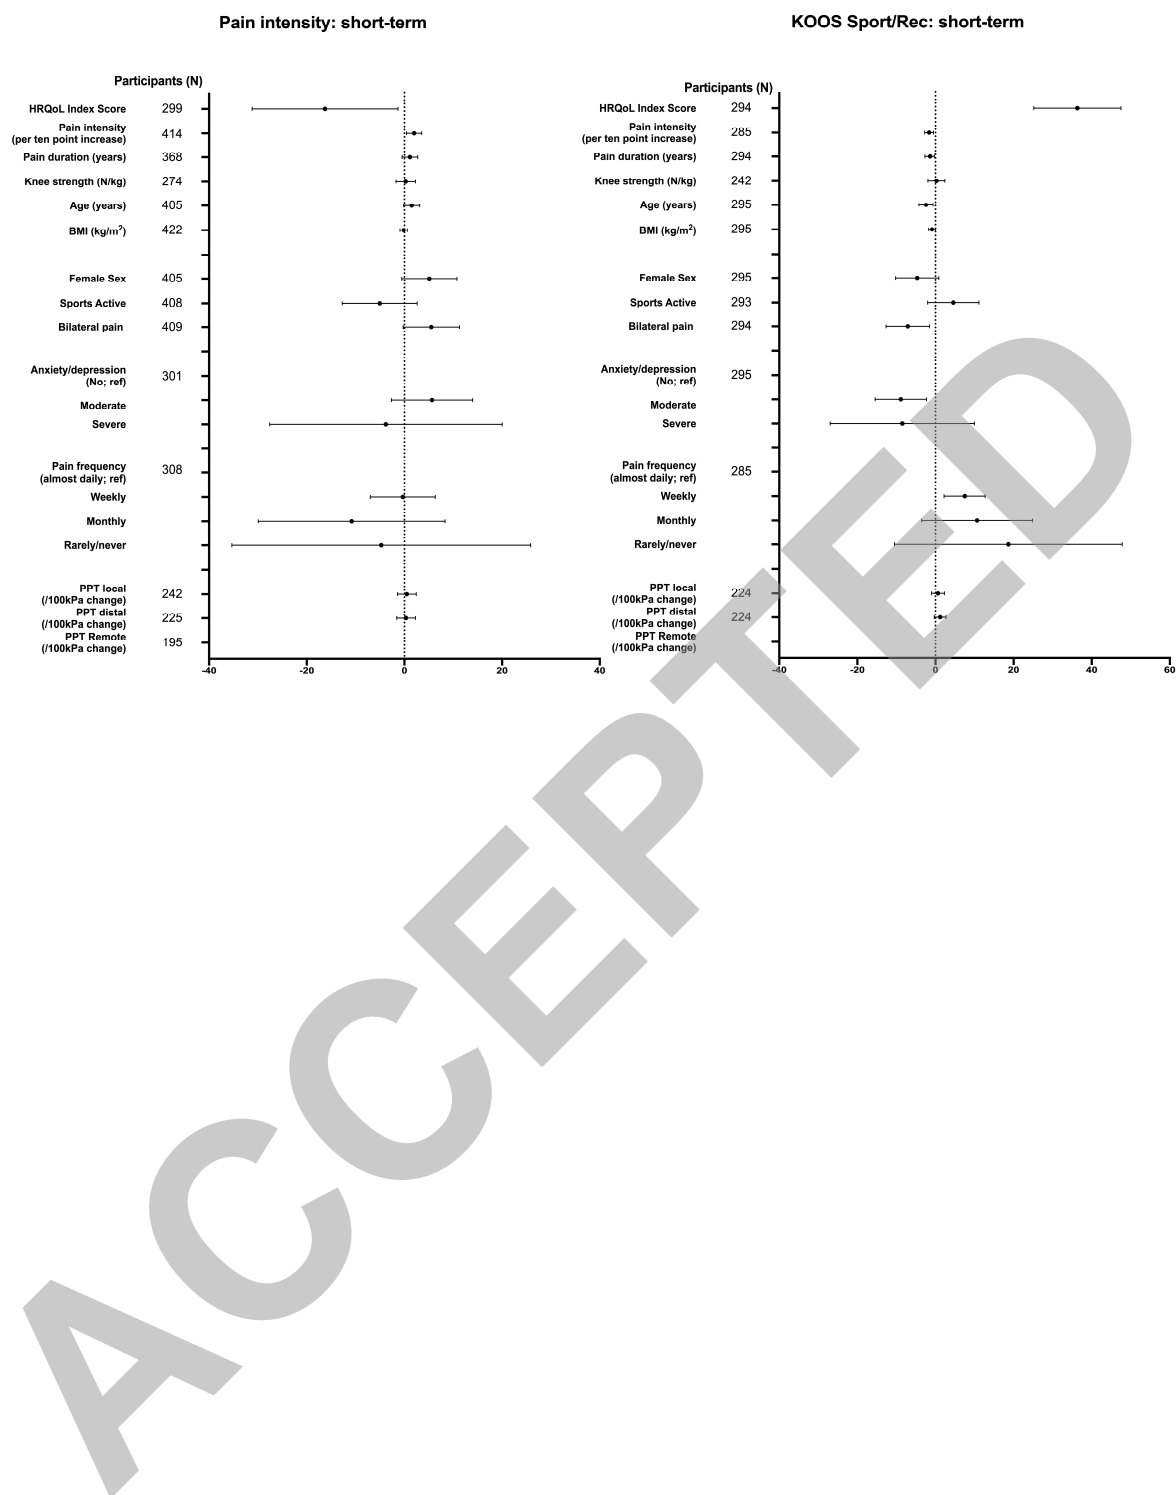 Pain intensity: short-term
Participants (N)
HRQoL Index Score 299
Pain intensity
(per ten point increase) 414
Pain duration (years) 368
Knee strength (N/kg) 274
Age (years) 405
BMI (kg/m²) 422
Female Sex 405
Sports Active 408
Bilateral pain 409
Anxiety/depression
(No; ref) 301
Moderate
Severe
Pain frequency
(almost daily; ref) 308
Weekly
Monthly
Rarely/never
PPT local
(/100kPa change) 242
PPT distal
(/100kPa change) 225
PPT Remote
(/100kPa change) 195
-40 -20 0 20 40
KOOS Sport/Rec: short-term
Participants (N)
HRQoL Index Score 294
Pain intensity
(per ten point increase) 285
Pain duration (years) 294
Knee strength (N/kg) 242
Age (years) 295
BMI (kg/m²) 295
Female Sex 295
Sports Active 293
Bilateral pain 294
Anxiety/depression
(No; ref) 295
Moderate
Severe
Pain frequency
(almost daily; ref) 285
Weekly
Monthly
Rarely/never
PPT local
(/100kPa change) 224
PPT distal
(/100kPa change) 224
PPT Remote
(/100kPa change)
-40 -20 0 20 40 60
ACCEPTED